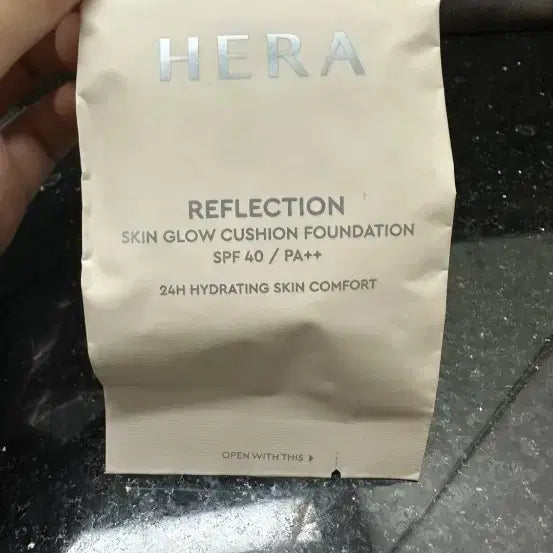 HERA
REFLECTION
SKIN GLOW CUSHION FOUNDATION
SPF 40 / PA++
24H HYDRATING SKIN COMFORT
OPEN WITH THIS ▶